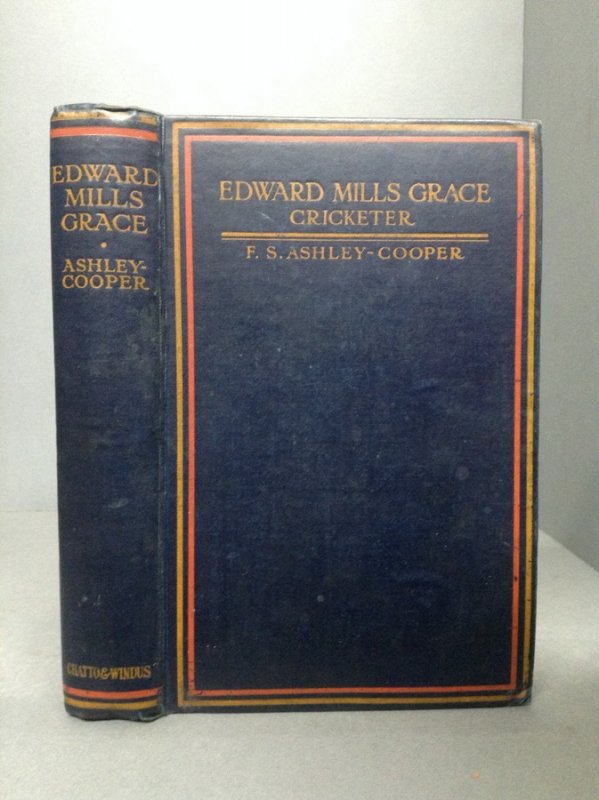 EDWARD
MILLS
GRACE
ASHLEY-
COOPER
CHATTO & WINDUS
EDWARD MILLS GRACE
CRICKETER
F. S. ASHLEY-COOPER